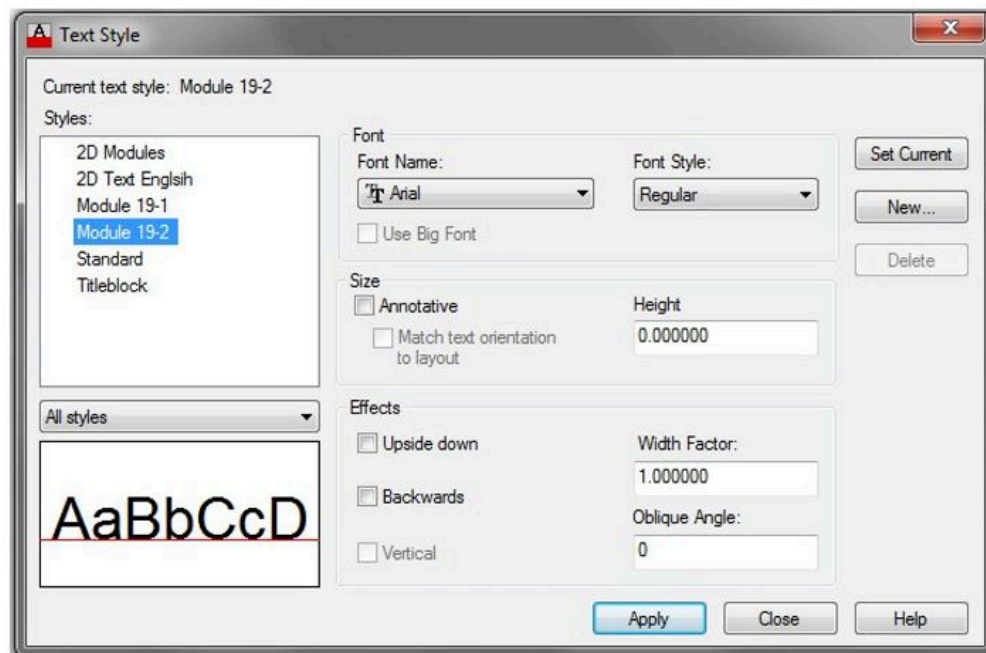 Text Style
Current text style: Module 19-2
Styles:
2D Modules
2D Text Englsih
Module 19-1
Module 19-2
Standard
Titleblock
All styles
AaBbCcD
Font
Font Name:
Arial
Use Big Font
Font Style:
Regular
Size
Annotative
Match text orientation
to layout
Height
0.000000
Effects
Upside down
Backwards
Vertical
Width Factor:
1.000000
Oblique Angle:
0
Set Current
New...
Delete
Apply
Close
Help